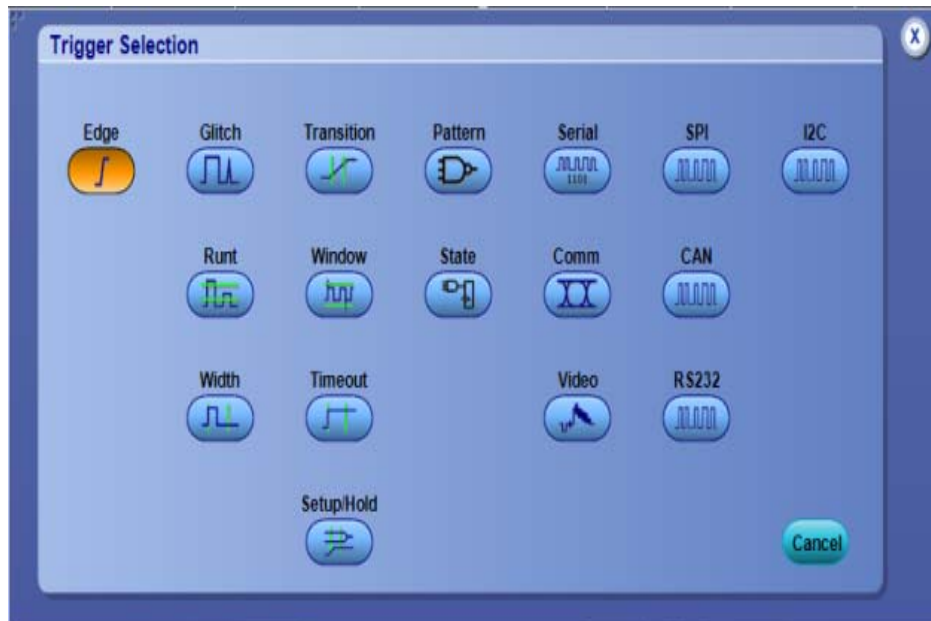 Trigger Selection
X
Edge Glitch Transition Pattern Serial SPI I2C
1101
Runt Window State Comm CAN
Width Timeout Video RS232
Setup/Hold
Cancel